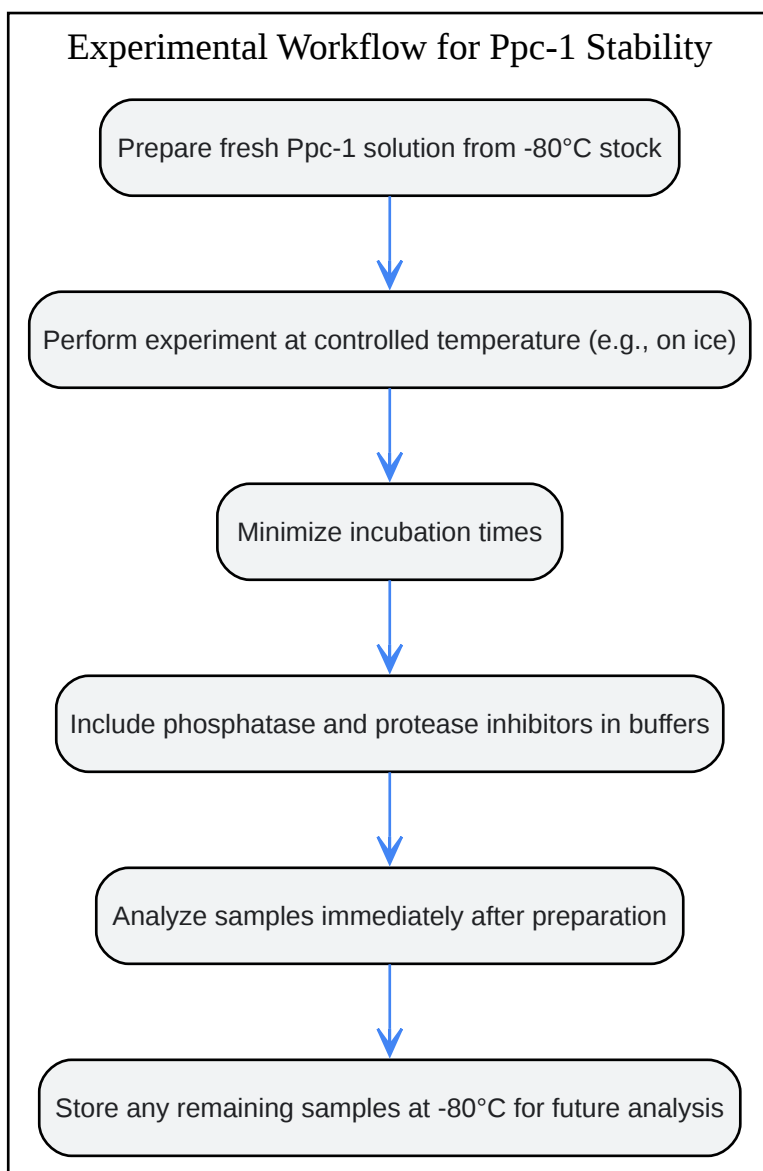 Experimental Workflow for Ppc-1 Stability
Prepare fresh Ppc-1 solution from -80°C stock
Perform experiment at controlled temperature (e.g., on ice)
Minimize incubation times
Include phosphatase and protease inhibitors in buffers
Analyze samples immediately after preparation
Store any remaining samples at -80°C for future analysis